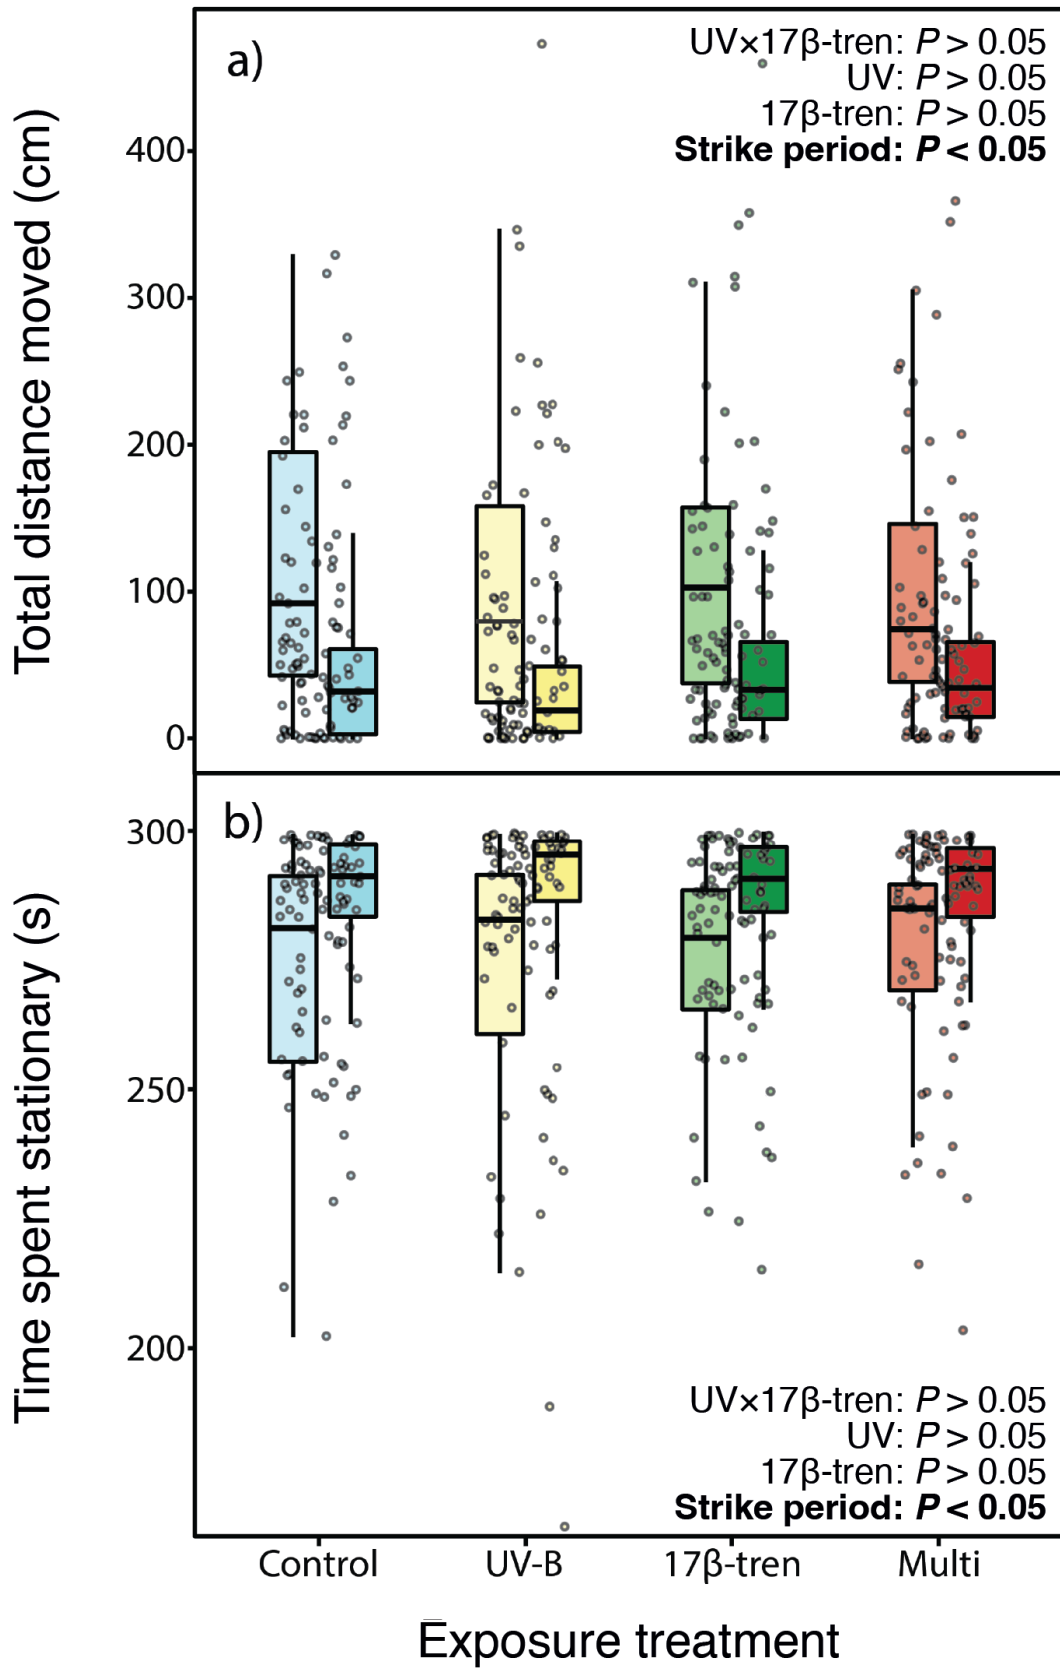 a)
UV×17β-tren: P > 0.05
UV: P > 0.05
17β-tren: P > 0.05
Strike period: P < 0.05
Total distance moved (cm)
400
300
200
100
0
b)
Time spent stationary (s)
300
250
200
UV×17β-tren: P > 0.05
UV: P > 0.05
17β-tren: P > 0.05
Strike period: P < 0.05
Control UV-B 17β-tren Multi
Exposure treatment